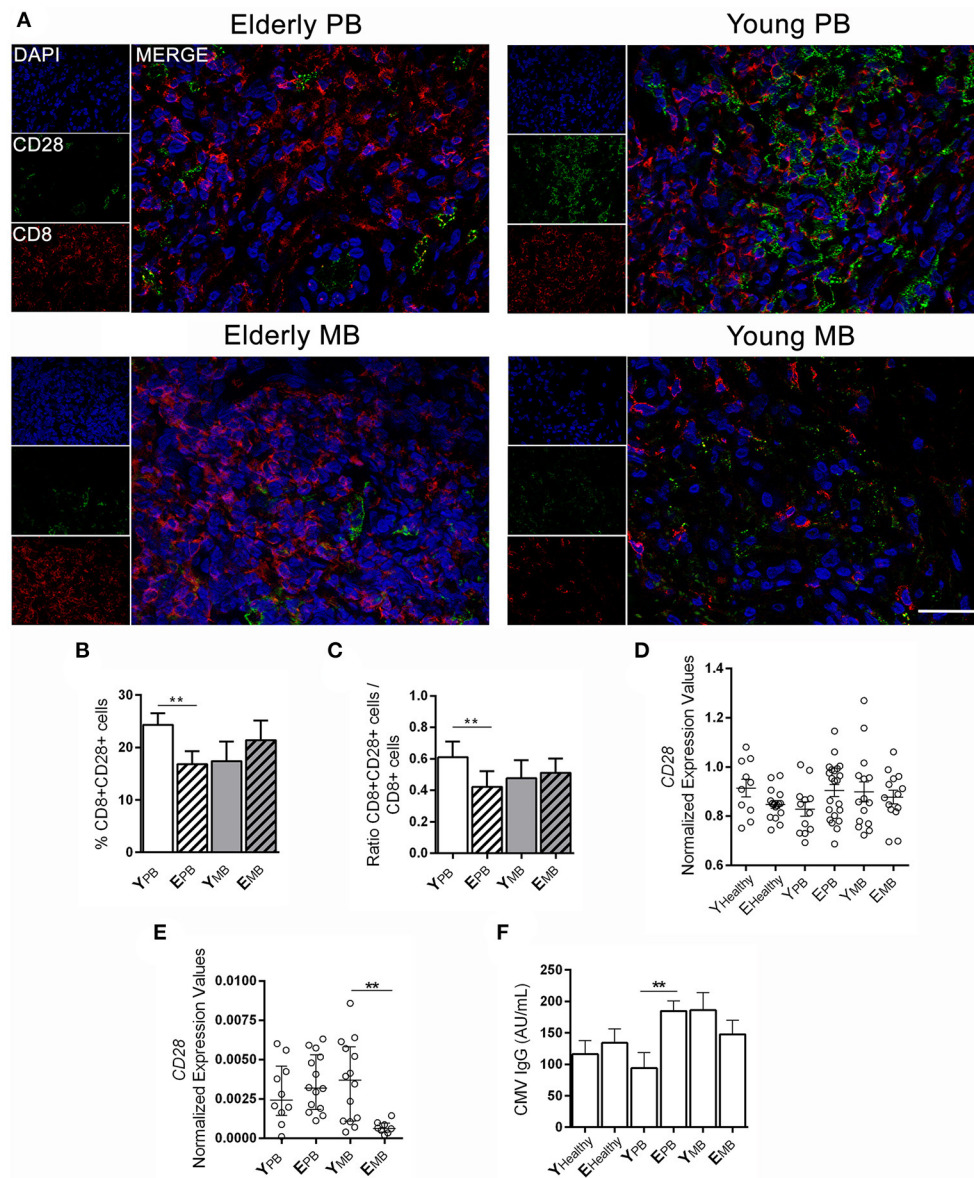 A
Elderly PB
Young PB
DAPI
MERGE
CD28
CD8
Elderly MB
Young MB
B
% CD8+CD28+ cells
30
20
10
0
**
YPB
EPB
YMB
EMB
C
Ratio CD8+CD28+ cells /
CD8+ cells
1.0
0.8
0.6
0.4
0.2
0.0
**
YPB
EPB
YMB
EMB
D
CD28
Normalized Expression Values
1.4
1.2
1.0
0.8
0.6
YHealthy
EHealthy
YPB
EPB
YMB
EMB
E
CD28
Normalized Expression Values
0.0100
0.0075
0.0050
0.0025
0.0000
**
YPB
EPB
YMB
EMB
F
CMV IgG (AU/mL)
250
200
150
100
50
0
**
YHealthy
EHealthy
YPB
EPB
YMB
EMB